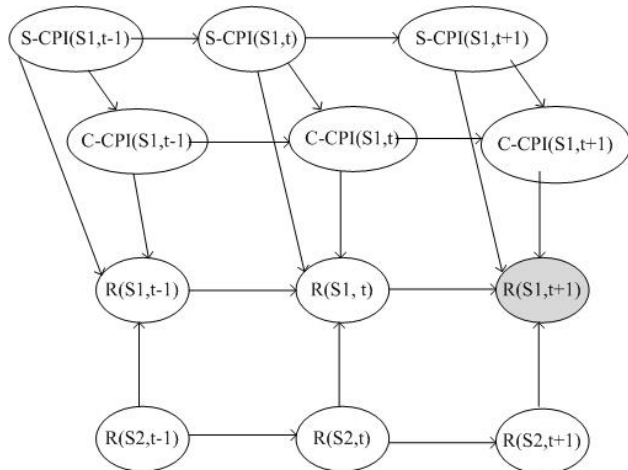 S-CPI(S1,t-1)
S-CPI(S1,t)
S-CPI(S1,t+1)
C-CPI(S1,t-1)
C-CPI(S1,t)
C-CPI(S1,t+1)
R(S1,t-1)
R(S1, t)
R(S1,t+1)
R(S2,t-1)
R(S2,t)
R(S2,t+1)